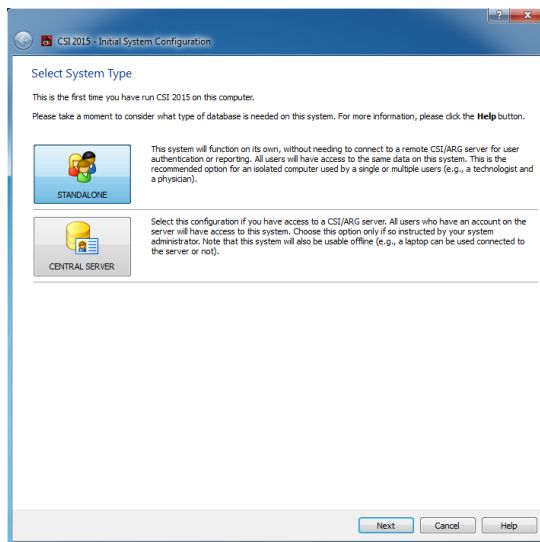 CSI 2015 - Initial System Configuration
Select System Type
This is the first time you have run CSI 2015 on this computer.
Please take a moment to consider what type of database is needed on this system. For more information, please click the Help button.
This system will function on its own, without needing to connect to a remote CSI/ARG server for user
authentication or reporting. All users will have access to the same data on this system. This is the
recommended option for an isolated computer used by a single or multiple users (e.g., a technologist and
a physician).
STANDALONE
Select this configuration if you have access to a CSI/ARG server. All users who have an account on the
server will have access to this system. Choose this option only if so instructed by your system
administrator. Note that this system will also be usable offline (e.g., a laptop can be used connected to
the server or not).
CENTRAL SERVER
Next Cancel Help